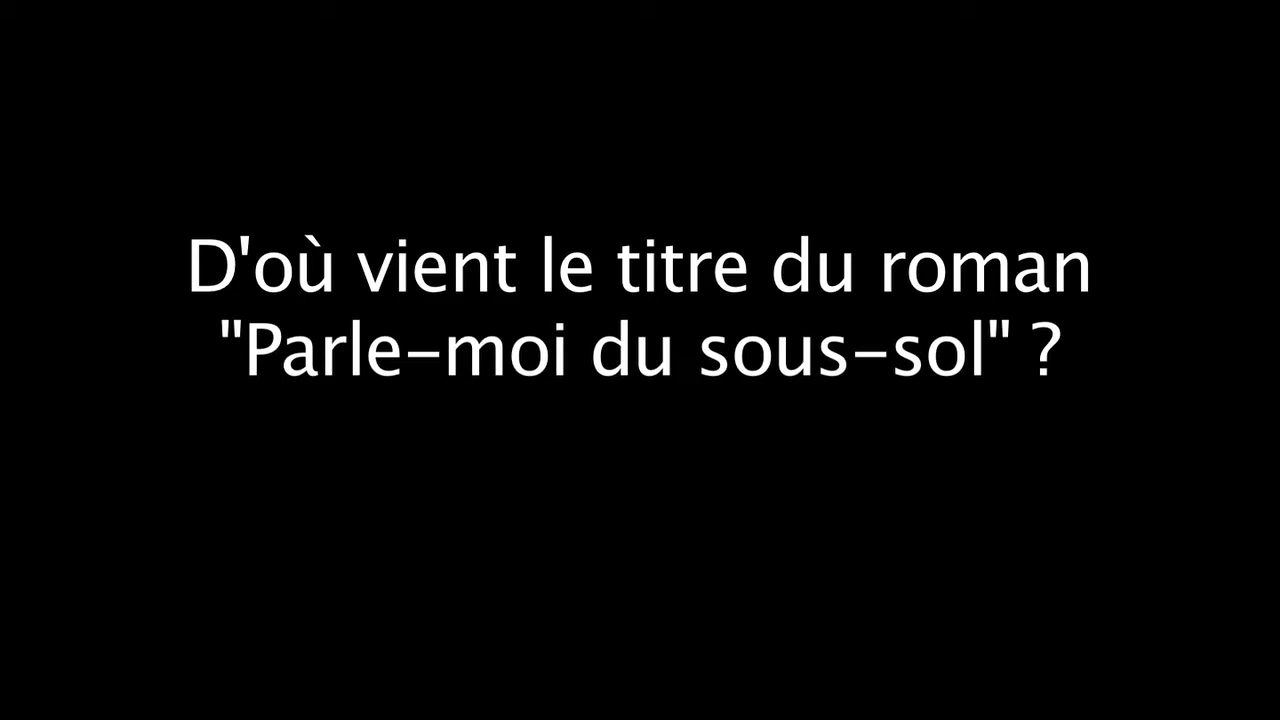 D'où vient le titre du roman
"Parle-moi du sous-sol" ?